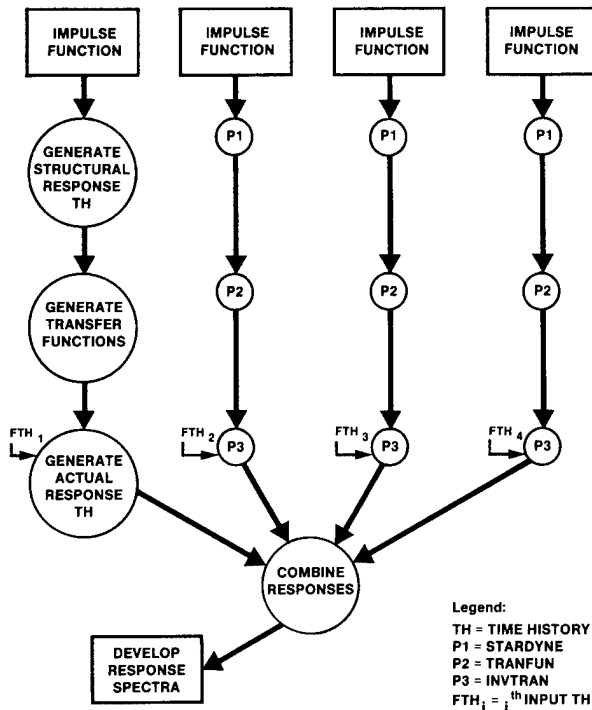 IMPULSE FUNCTION
IMPULSE FUNCTION
IMPULSE FUNCTION
IMPULSE FUNCTION
GENERATE
STRUCTURAL
RESPONSE
TH
P1
P1
P1
GENERATE
TRANSFER
FUNCTIONS
P2
P2
P2
FTH 1
GENERATE
ACTUAL
RESPONSE
TH
FTH 2
P3
FTH 3
P3
FTH 4
P3
COMBINE
RESPONSES
DEVELOP
RESPONSE
SPECTRA
Legend:
TH = TIME HISTORY
P1 = STARDYNE
P2 = TRANFUN
P3 = INVTRAN
FTH i = i th INPUT TH